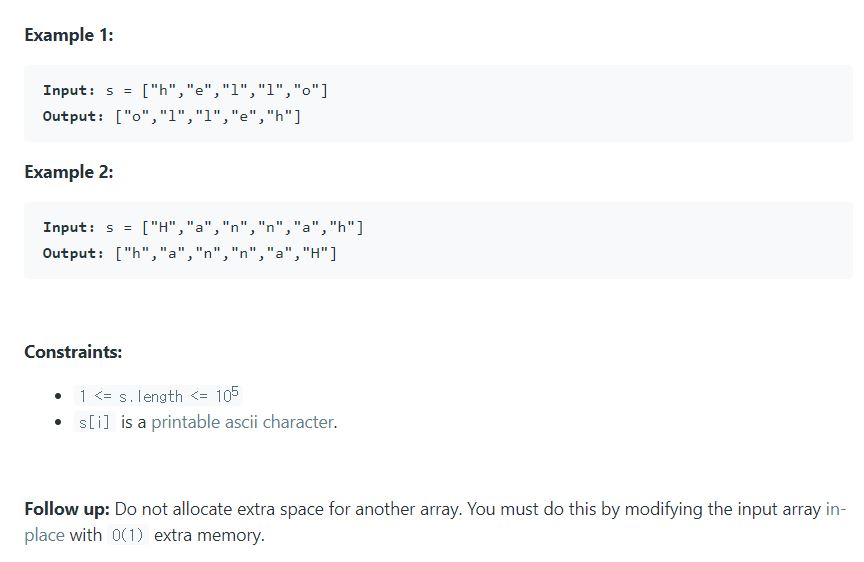 Example 1:
Input: s = ["h","e","l","l","o"]
Output: ["o","l","l","e","h"]
Example 2:
Input: s = ["H","a","n","n","a","h"]
Output: ["h","a","n","n","a","H"]
Constraints:
• 1 <= s.length <= 10^5
• s[i] is a printable ascii character.
Follow up: Do not allocate extra space for another array. You must do this by modifying the input array in-
place with O(1) extra memory.